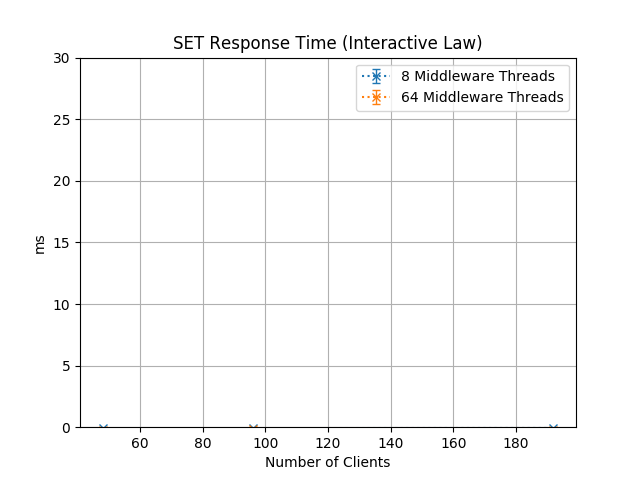 SET Response Time (Interactive Law)
8 Middleware Threads
64 Middleware Threads
30
25
20
15
10
5
0
ms
60 80 100 120 140 160 180
Number of Clients